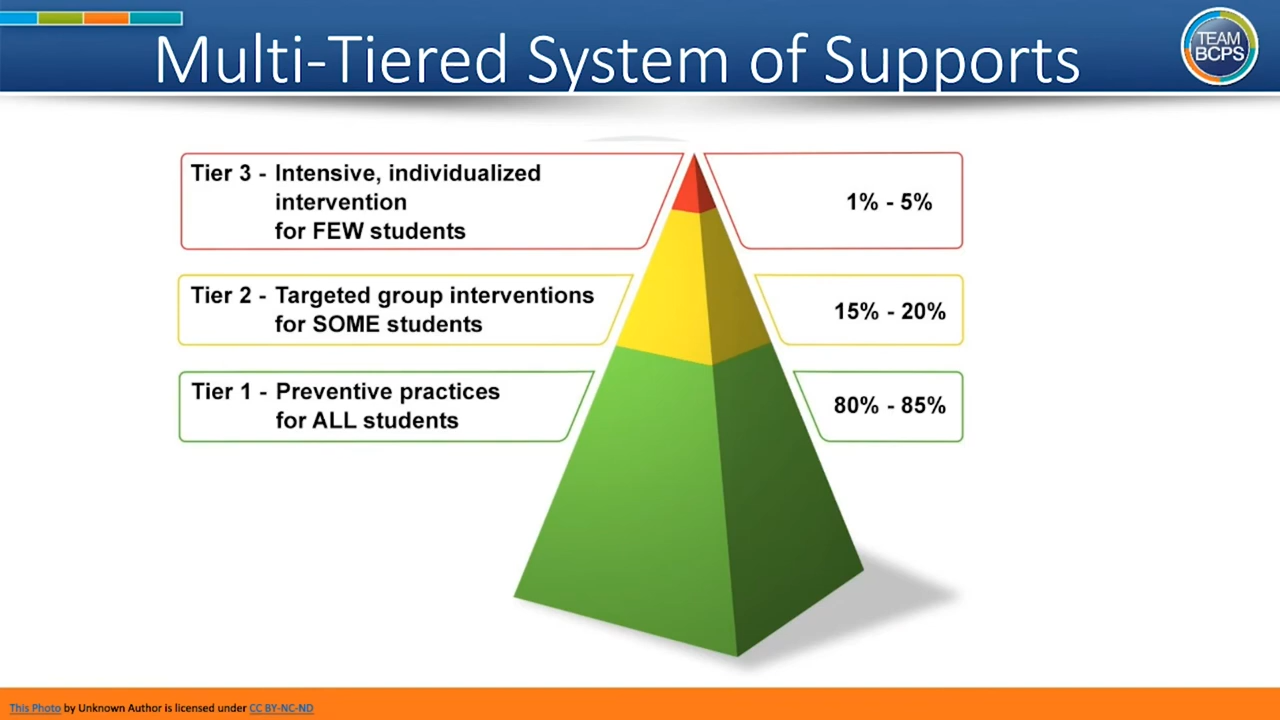 Multi-Tiered System of Supports
TEAM
BCPS
Tier 3 - Intensive, individualized
intervention
for FEW students
1% - 5%
Tier 2 - Targeted group interventions
for SOME students
15% - 20%
Tier 1 - Preventive practices
for ALL students
80% - 85%
This Photo by Unknown Author is licensed under CC BY-NC-ND